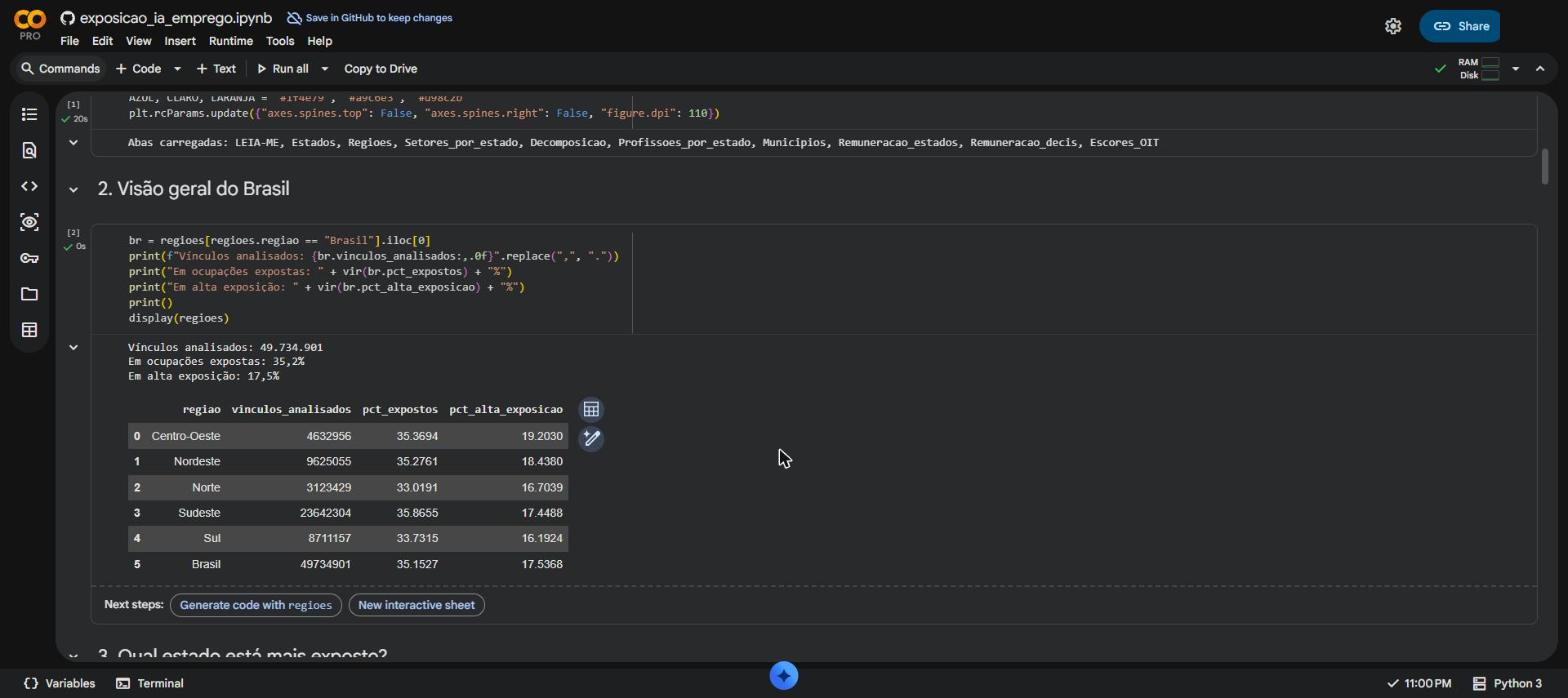 CO PRO
exposicao_ia_emprego.ipynb
Save in GitHub to keep changes
File Edit View Insert Runtime Tools Help
Share
Commands + Code + Text Run all Copy to Drive
RAM
Disk
[1]
AZUL, CLARO, LARANJA = "#1f4e79", "#a9c6e3", "#d98c2b"
20s
plt.rcParams.update({"axes.spines.top": False, "axes.spines.right": False, "figure.dpi": 110})
Abas carregadas: LEIA-ME, Estados, Regioes, Setores_por_estado, Decomposicao, Profissoes_por_estado, Municipios, Remuneracao_estados, Remuneracao_decis, Escores_OIT
2. Visão geral do Brasil
[2]
0s
br = regioes[regioes.regiao == "Brasil"].iloc[0]
print(f"Vínculos analisados: {br.vinculos_analisados:,.0f}".replace(",", "."))
print("Em ocupações expostas: " + vir(br.pct_expostos) + "%")
print("Em alta exposição: " + vir(br.pct_alta_exposicao) + "%")
print()
display(regioes)
Vínculos analisados: 49.734.901
Em ocupações expostas: 35,2%
Em alta exposição: 17,5%
regiao vinculos_analisados pct_expostos pct_alta_exposicao
0 Centro-Oeste 4632956 35.3694 19.2030
1 Nordeste 9625055 35.2761 18.4380
2 Norte 3123429 33.0191 16.7039
3 Sudeste 23642304 35.8655 17.4488
4 Sul 8711157 33.7315 16.1924
5 Brasil 49734901 35.1527 17.5368
Next steps: Generate code with regioes New interactive sheet
3. Qual estado está mais exposto?
{} Variables Terminal
11:00 PM Python 3